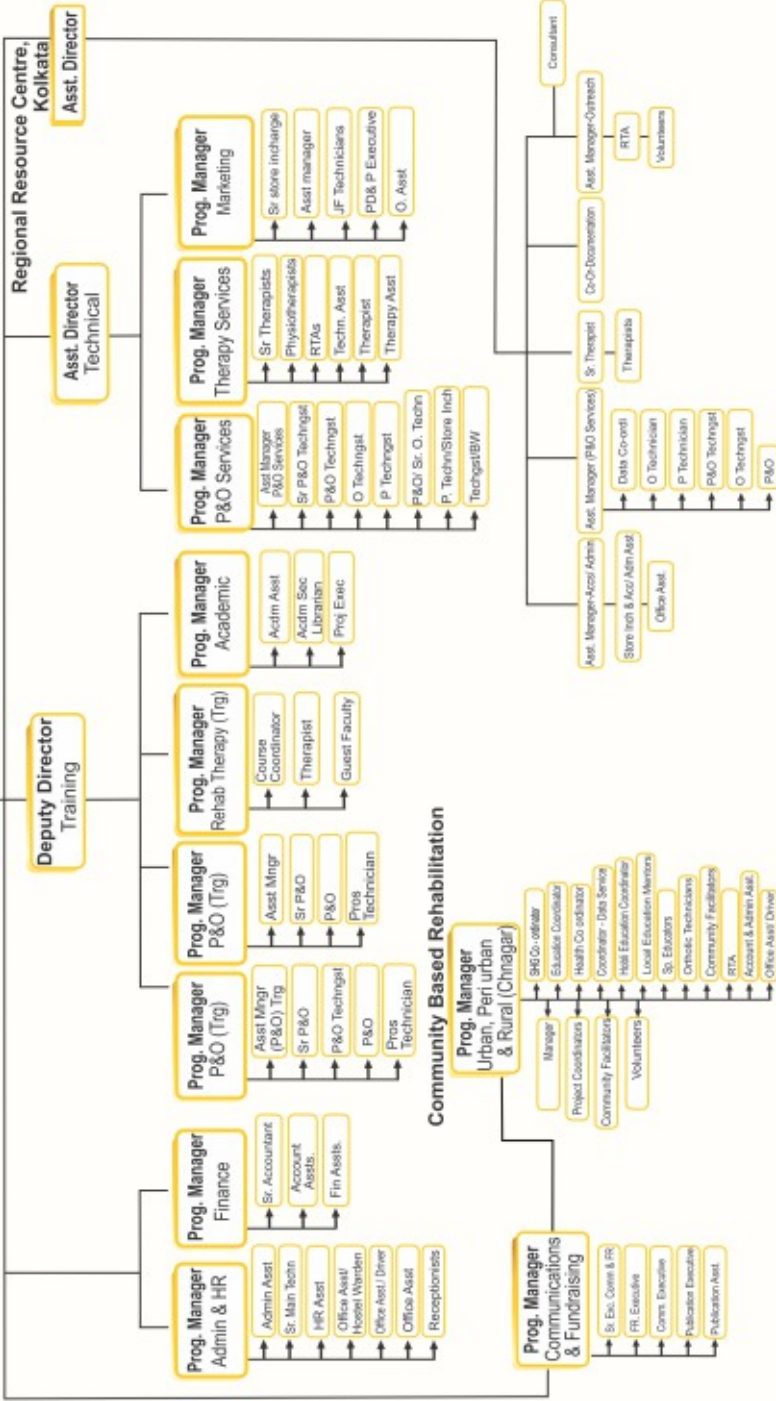 Regional Resource Centre,
Kolkata
Asst. Director
Deputy Director
Training
Asst. Director
Technical
Prog. Manager
Admin & HR
Admin Asst
Sr. Main Techn
HR Asst
Office Asst/
Hostel Warden
Office Asst./ Driver
Office Asst
Receptionists
Prog. Manager
Finance
Sr. Accountant
Account
Assts.
Fin Assts.
Prog. Manager
P&O (Trg)
Asst Mngr
(P&O) Trg
Sr P&O
P&O Techngst
P&O
Pros
Technician
Prog. Manager
P&O (Trg)
Asst Mngr
Sr P&O
P&O
Pros
Technician
Prog. Manager
Rehab Therapy (Trg)
Course
Coordinator
Therapist
Guest Faculty
Prog. Manager
Academic
Acdm Asst
Acdm Sec
Librarian
Proj Exec
Prog. Manager
P&O Services
Asst Manager
P&O Services
Sr P&O Techngst
P&O Techngst
O Techngst
P Techngst
P&O/ Sr. O. Techn
P. Techn/Store Inch
Techgst/BW
Prog. Manager
Therapy Services
Sr Therapists
Physiotherapists
RTAs
Techn. Asst
Therapist
Therapy Asst
Prog. Manager
Marketing
Sr store incharge
Asst manager
JF Technicians
PD& P Executive
O. Asst
Community Based Rehabilitation
Prog. Manager
Communications
& Fundraising
Sr. Exc. Comm & FR
FR. Executive
Comm. Executive
Publication Executive
Publication Asst.
Prog. Manager
Urban, Peri urban
& Rural (Chnagar)
Manager
Project Coordinators
Community Facilitators
Volunteers
SHG Co - ordinator
Education Coordinator
Health Co ordinator
Coordinator - Data Service
Education Coordinator
Local Education Mentors
Sp. Educators
Orthotic Technicians
Community Facilitators
RTA
Account & Admin Asst.
Office Asst/ Driver
Asst. Manager-Accs/ Admin
Store Inch & Acc/ Adm Asst
Office Asst.
Asst. Manager (P&O Services)
Data Co-ordi
O Technician
P Technician
P&O Techngst
O Techngst
P&O
Sr. Therapist
Therapists
Co-Or-Documentation
Asst. Manager-Outreach
RTA
Volunteers
Consultant